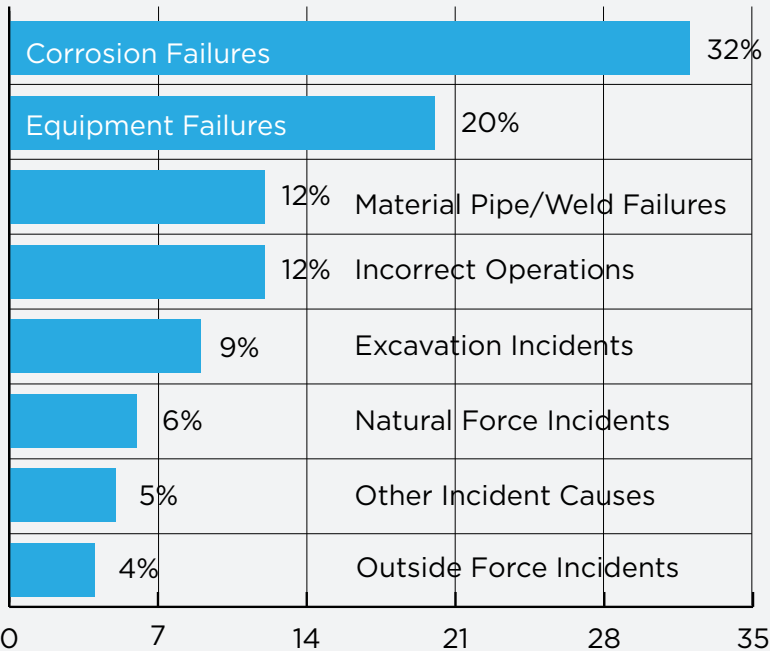 Corrosion Failures 32%
Equipment Failures 20%
12% Material Pipe/Weld Failures
12% Incorrect Operations
9% Excavation Incidents
6% Natural Force Incidents
5% Other Incident Causes
4% Outside Force Incidents
0 7 14 21 28 35